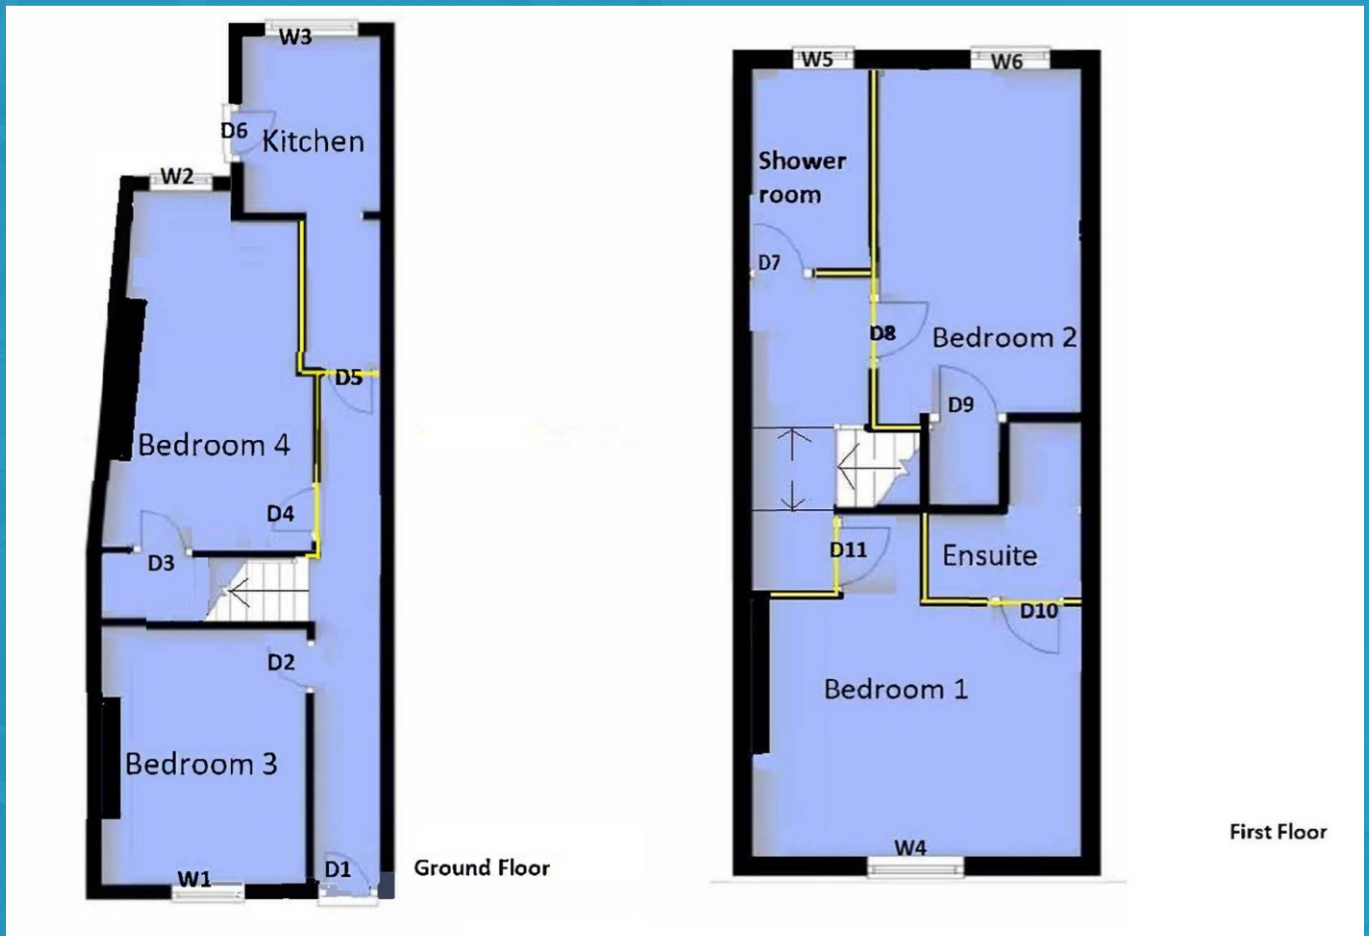 W3
D6
Kitchen
W2
D5
Bedroom 4
D4
D3
D2
Bedroom 3
D1
W1
Ground Floor
W5
W6
Shower
room
D7
D8
Bedroom 2
D9
D11
Ensuite
D10
Bedroom 1
W4
First Floor